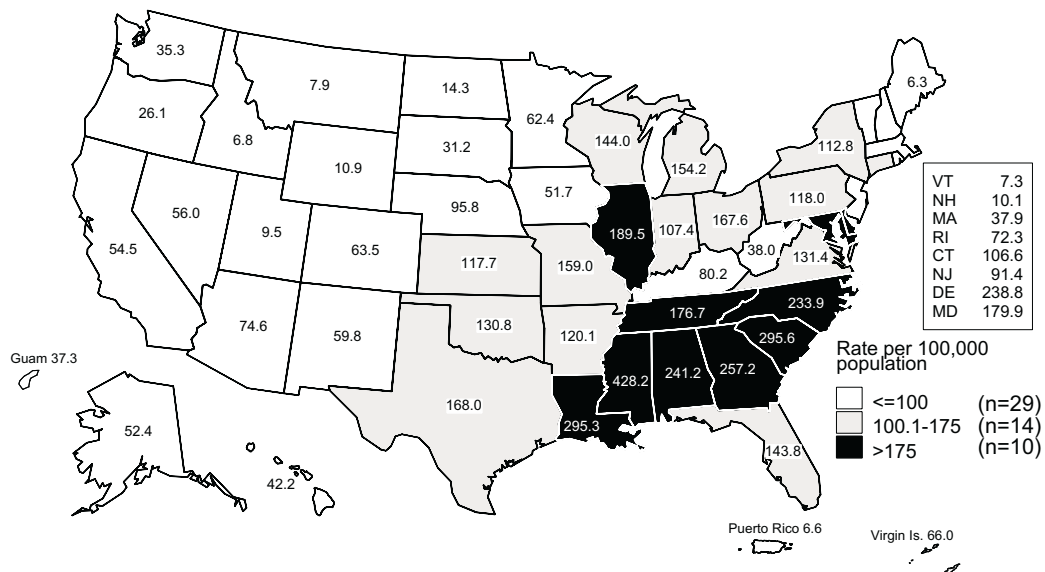 35.3
7.9
14.3
62.4
6.3
26.1
6.8
31.2
144.0
154.2
112.8
10.9
51.7
118.0
56.0
9.5
95.8
189.5
107.4
167.6
38.0
131.4
54.5
63.5
117.7
159.0
80.2
74.6
59.8
130.8
120.1
176.7
233.9
295.6
168.0
295.3
428.2
241.2
257.2
143.8
VT 7.3
NH 10.1
MA 37.9
RI 72.3
CT 106.6
NJ 91.4
DE 238.8
MD 179.9
Rate per 100,000
population
<=100 (n=29)
100.1-175 (n=14)
>175 (n=10)
Guam 37.3
52.4
42.2
Puerto Rico 6.6
Virgin Is. 66.0